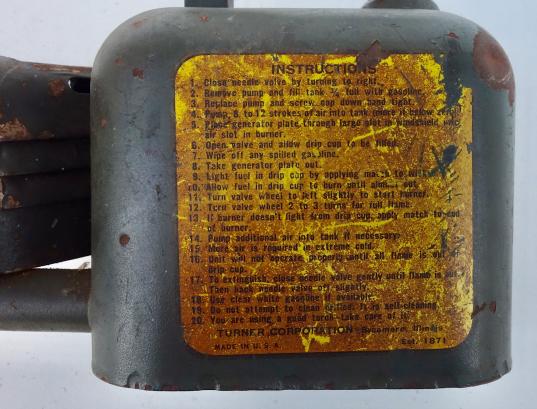 INSTRUCTIONS
1. Close needle valve by turning to right.
2. Remove pump and fill tank ¾ full with gasoline.
3. Replace pump and screw cap down hand tight.
4. Pump 8 to 12 strokes of air into tank (more if below zero)
5. Place generator plate through large slot in windshield into
air slot in burner.
6. Open valve and allow drip cup to be filled.
7. Wipe off any spilled gasoline.
8. Take generator plate out.
9. Light fuel in drip cup by applying match to wick
10. Allow fuel in drip cup to burn until almost out
11. Turn valve wheel to left slightly to start burner.
12. Turn valve wheel 2 to 3 turns for full flame.
13. If burner doesn't light from drip cup, apply match to end
of burner.
14. Pump additional air into tank if necessary.
15. More air is required in extreme cold.
16. Unit will not operate properly until all flame is out of
drip cup.
17. To extinguish, close needle valve gently until flame is out
Then back needle valve off slightly.
18. Use clear white gasoline if available.
19. Do not attempt to clean orifice. It is self-cleaning.
20. You are using a good torch - take care of it.
TURNER CORPORATION Sycamore, Illinois
MADE IN U. S. A. Est. 1871